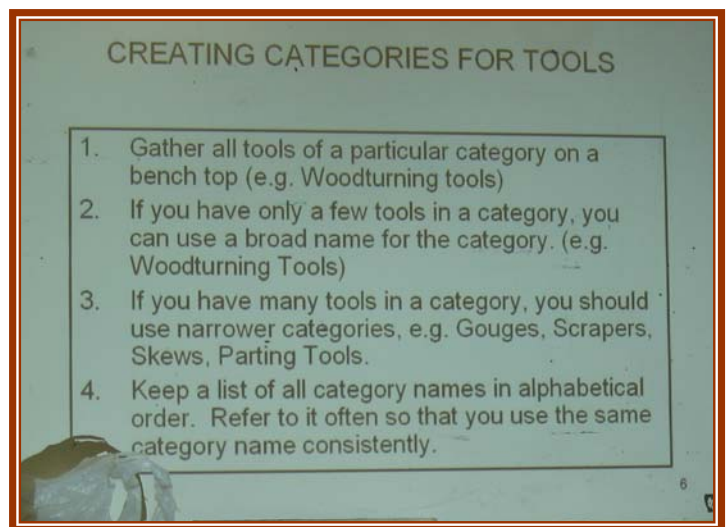 CREATING CATEGORIES FOR TOOLS
1. Gather all tools of a particular category on a
bench top (e.g. Woodturning tools)
2. If you have only a few tools in a category, you
can use a broad name for the category. (e.g.
Woodturning Tools)
3. If you have many tools in a category, you should
use narrower categories, e.g. Gouges, Scrapers,
Skews, Parting Tools.
4. Keep a list of all category names in alphabetical
order. Refer to it often so that you use the same
category name consistently.
6